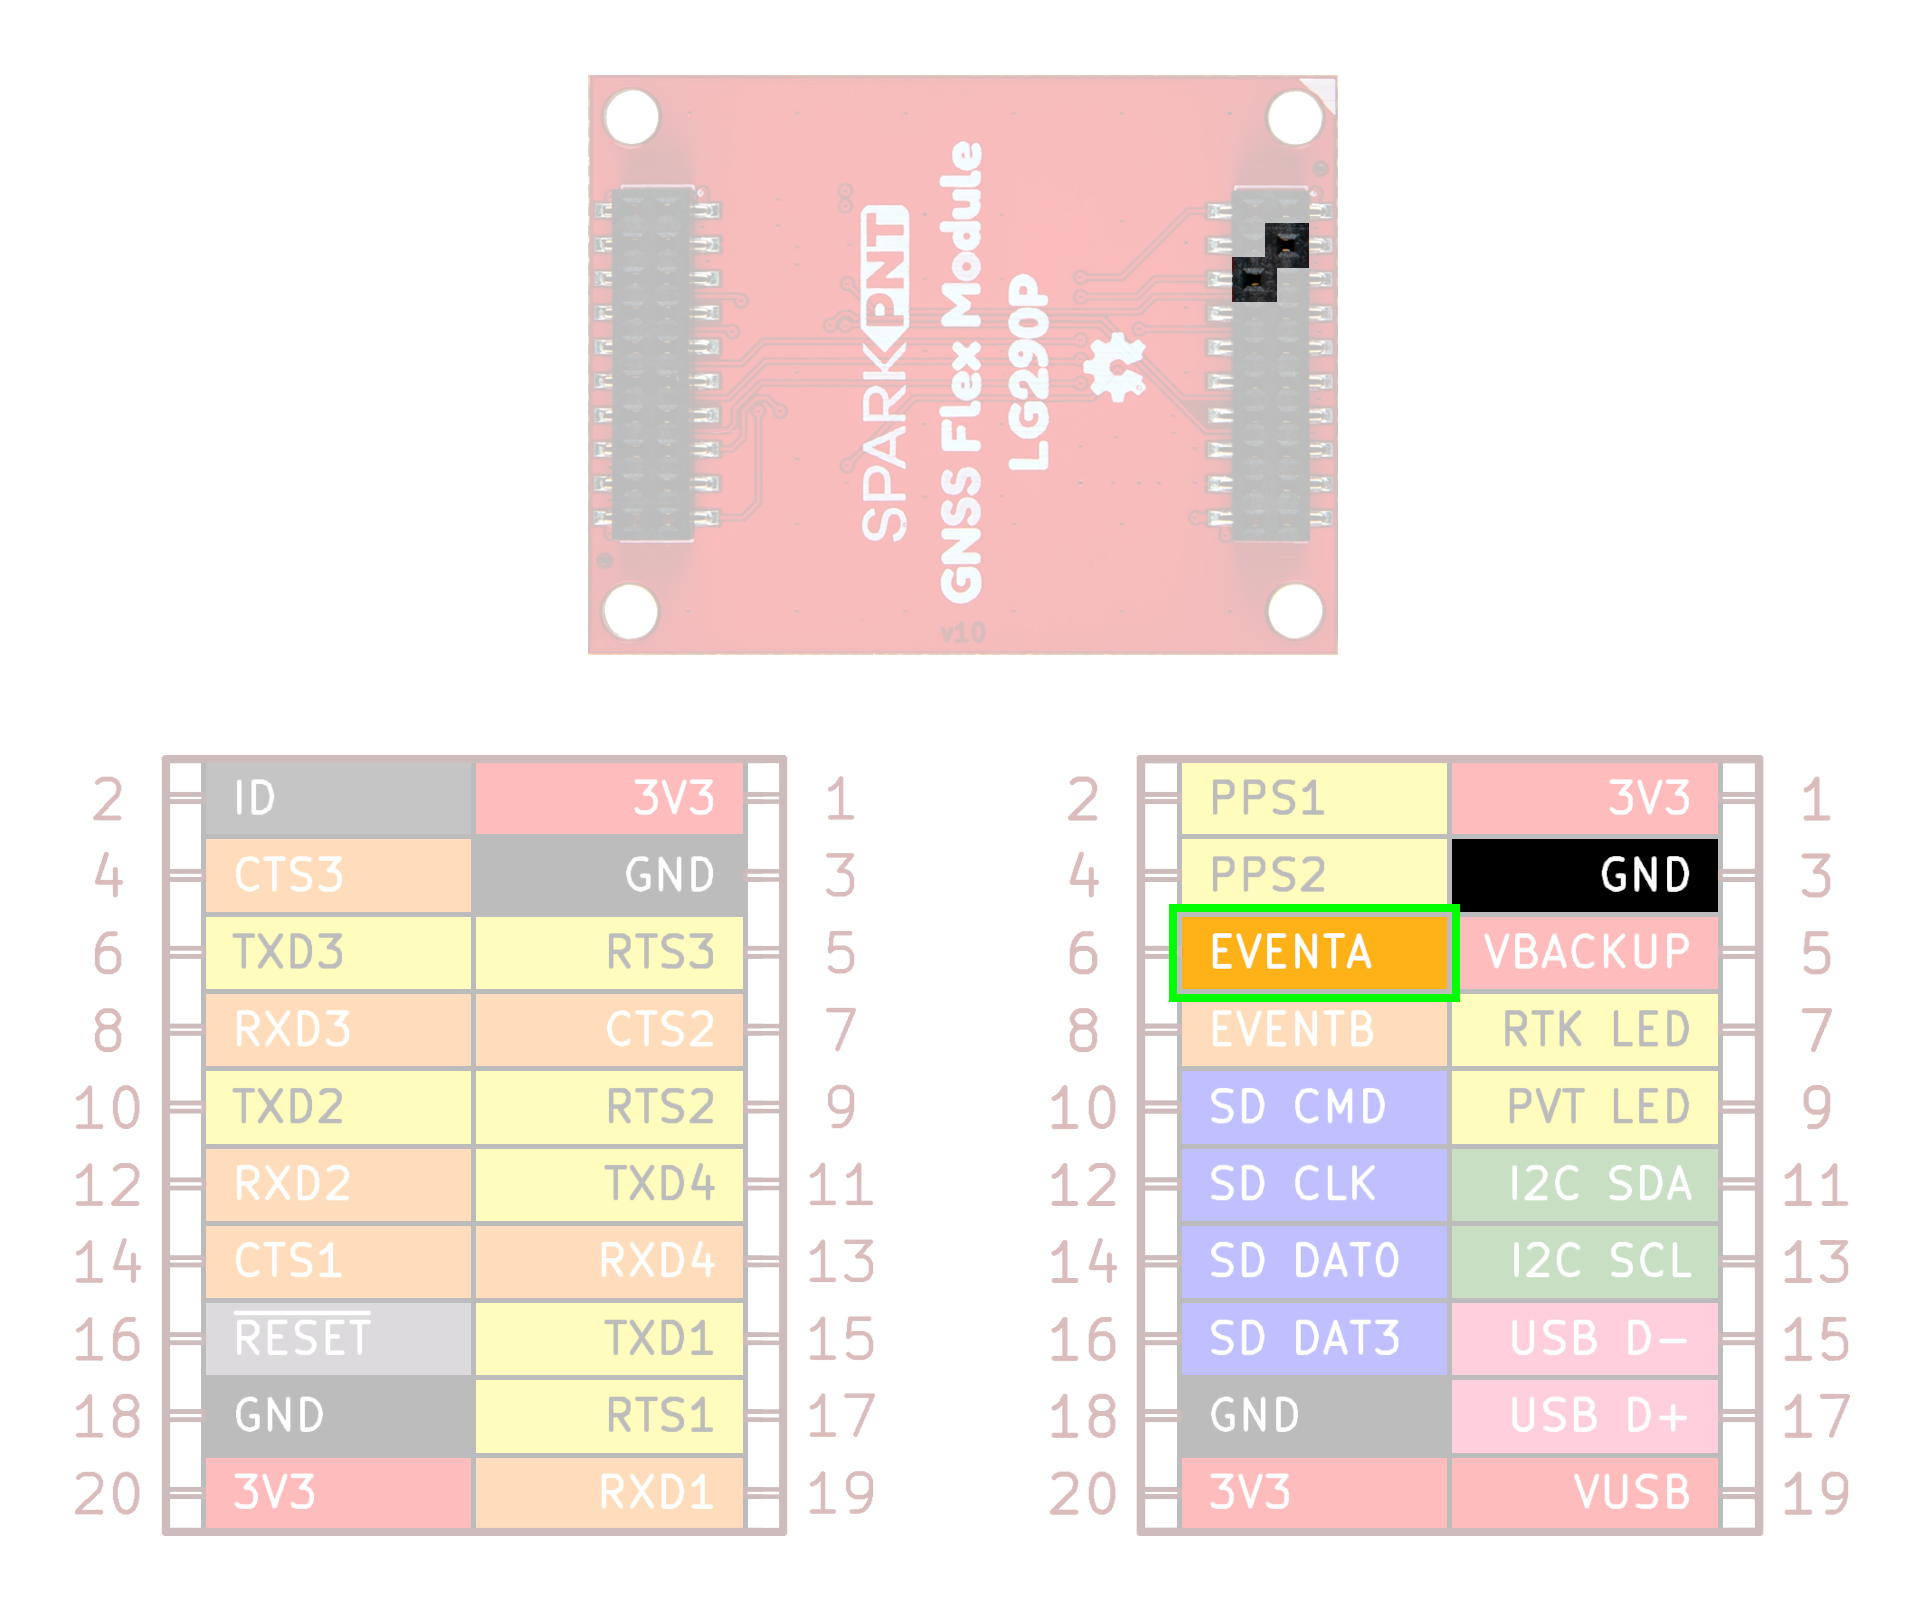 SPARK PNT
GNSS Flex Module
LG290P
v10
2 ID 3V3 1
4 CTS3 GND 3
6 TXD3 RTS3 5
8 RXD3 CTS2 7
10 TXD2 RTS2 9
12 RXD2 TXD4 11
14 CTS1 RXD4 13
16 RESET TXD1 15
18 GND RTS1 17
20 3V3 RXD1 19
2 PPS1 3V3 1
4 PPS2 GND 3
6 EVENTA VBACKUP 5
8 EVENTB RTK LED 7
10 SD CMD PVT LED 9
12 SD CLK I2C SDA 11
14 SD DAT0 I2C SCL 13
16 SD DAT3 USB D- 15
18 GND USB D+ 17
20 3V3 VUSB 19